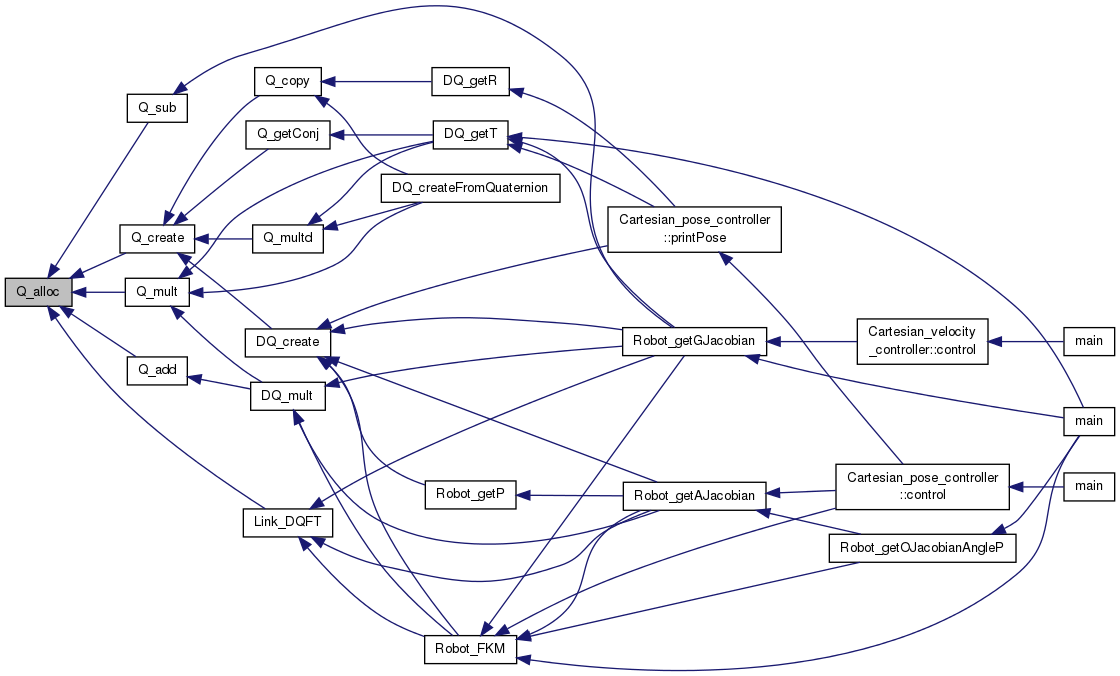 Q_alloc
Q_sub
Q_create
Q_mult
Q_add
Link_DQFT
Q_copy
Q_getConj
Q_multd
DQ_create
DQ_mult
DQ_getR
DQ_getT
DQ_createFromQuaternion
Robot_getP
Robot_FKM
Cartesian_pose_controller
::printPose
Robot_getGJacobian
Robot_getAJacobian
Cartesian_velocity
_controller::control
Cartesian_pose_controller
::control
Robot_getOJacobianAngleP
main
main
main